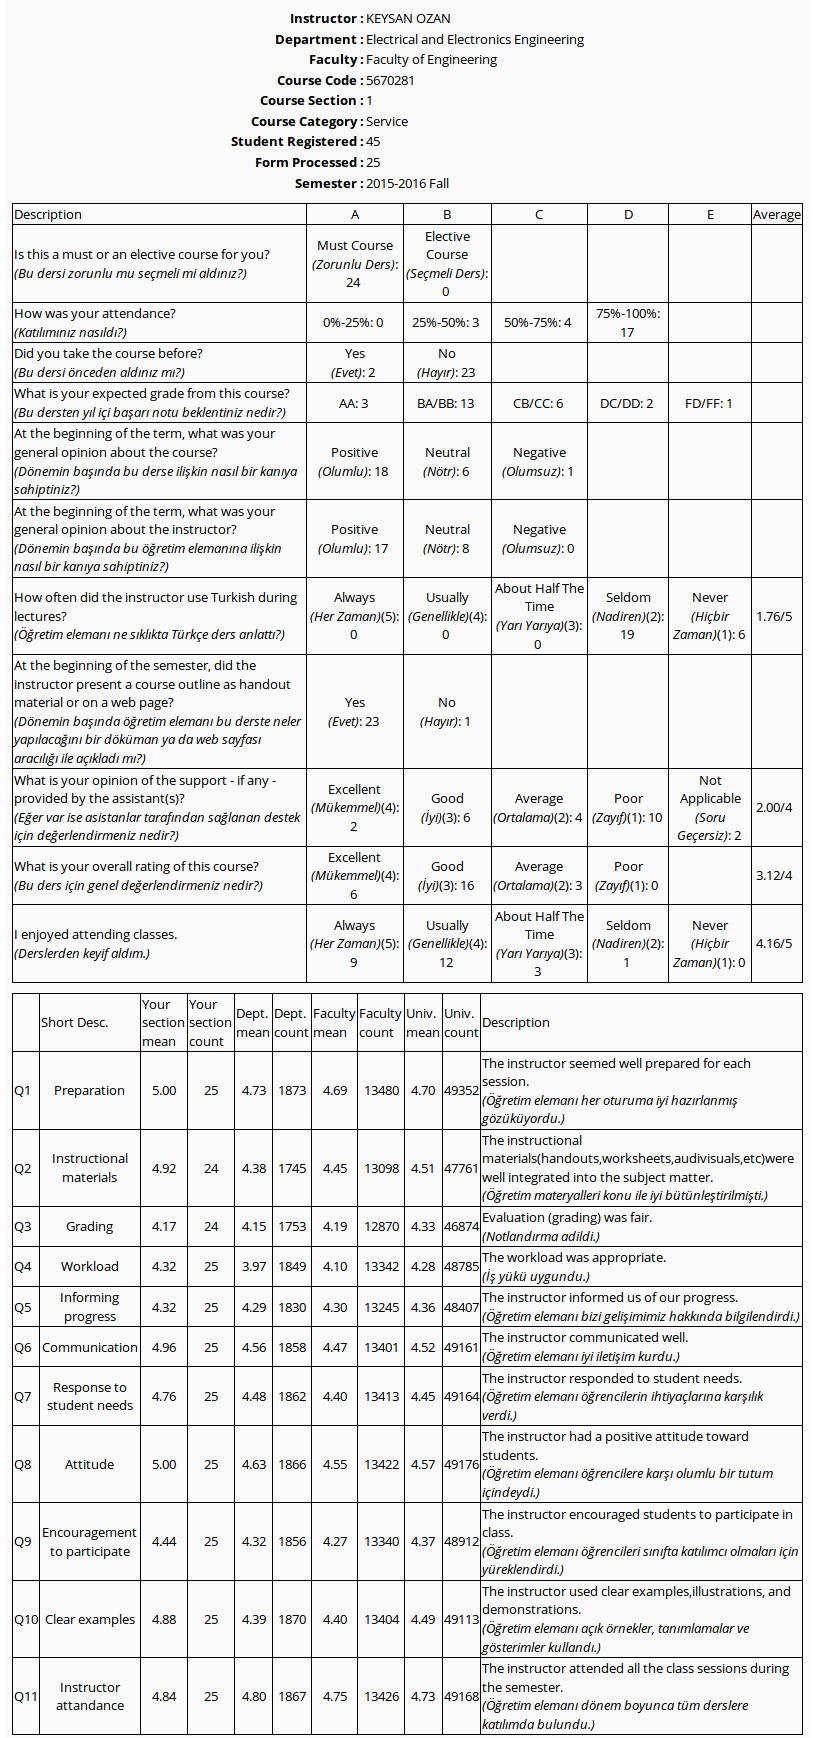 Instructor : KEYSAN OZAN
Department : Electrical and Electronics Engineering
Faculty : Faculty of Engineering
Course Code : 5670281
Course Section : 1
Course Category : Service
Student Registered : 45
Form Processed : 25
Semester : 2015-2016 Fall
Description A B C D E Average
Is this a must or an elective course for you?
(Bu dersi zorunlu mu seçmeli mi aldınız?)
Must Course
(Zorunlu Ders):
24
Elective
Course
(Seçmeli Ders):
0
How was your attendance?
(Katılımınız nasıldı?)
0%-25%: 0
25%-50%: 3
50%-75%: 4
75%-100%:
17
Did you take the course before?
(Bu dersi önceden aldınız mı?)
Yes
(Evet): 2
No
(Hayır): 23
What is your expected grade from this course?
(Bu dersten yıl içi başarı notu beklentiniz nedir?)
AA: 3
BA/BB: 13
CB/CC: 6
DC/DD: 2
FD/FF: 1
At the beginning of the term, what was your
general opinion about the course?
(Dönemin başında bu derse ilişkin nasıl bir kanıya
sahiptiniz?)
Positive
(Olumlu): 18
Neutral
(Nötr): 6
Negative
(Olumsuz): 1
At the beginning of the term, what was your
general opinion about the instructor?
(Dönemin başında bu öğretim elemanına ilişkin
nasıl bir kanıya sahiptiniz?)
Positive
(Olumlu): 17
Neutral
(Nötr): 8
Negative
(Olumsuz): 0
How often did the instructor use Turkish during
lectures?
(Öğretim elemanı ne sıklıkta Türkçe ders anlattı?)
Always
(Her Zaman)(5):
0
Usually
(Genellikle)(4):
0
About Half The
Time
(Yarı Yarıya)(3):
0
Seldom
(Nadiren)(2):
19
Never
(Hiçbir
Zaman)(1): 6
1.76/5
At the beginning of the semester, did the
instructor present a course outline as handout
material or on a web page?
(Dönemin başında öğretim elemanı bu derste neler
yapılacağını bir döküman ya da web sayfası
aracılığı ile açıkladı mı?)
Yes
(Evet): 23
No
(Hayır): 1
What is your opinion of the support - if any -
provided by the assistant(s)?
(Eğer var ise asistanlar tarafından sağlanan destek
için değerlendirmeniz nedir?)
Excellent
(Mükemmel)(4):
2
Good
(İyi)(3): 6
Average
(Ortalama)(2): 4
Poor
(Zayıf)(1): 10
Not
Applicable
(Soru
Geçersiz): 2
2.00/4
What is your overall rating of this course?
(Bu ders için genel değerlendirmeniz nedir?)
Excellent
(Mükemmel)(4):
6
Good
(İyi)(3): 16
Average
(Ortalama)(2): 3
Poor
(Zayıf)(1): 0
3.12/4
I enjoyed attending classes.
(Derslerden keyif aldım.)
Always
(Her Zaman)(5):
9
Usually
(Genellikle)(4):
12
About Half The
Time
(Yarı Yarıya)(3):
3
Seldom
(Nadiren)(2):
1
Never
(Hiçbir
Zaman)(1): 0
4.16/5
Short Desc.
Your
section
mean
Your
section
count
Dept.
mean
Dept.
count
Faculty
mean
Faculty
count
Univ.
mean
Univ.
count
Description
Q1 Preparation 5.00 25 4.73 1873 4.69 13480 4.70 49352
The instructor seemed well prepared for each
session.
(Öğretim elemanı her oturuma iyi hazırlanmış
gözüküyordu.)
Q2 Instructional
materials
4.92 24 4.38 1745 4.45 13098 4.51 47761
The instructional
materials(handouts,worksheets,audivisuals,etc)were
well integrated into the subject matter.
(Öğretim materyalleri konu ile iyi bütünleştirilmişti.)
Q3 Grading 4.17 24 4.15 1753 4.19 12870 4.33 46874
Evaluation (grading) was fair.
(Notlandırma adildi.)
Q4 Workload 4.32 25 3.97 1849 4.10 13342 4.28 48785
The workload was appropriate.
(İş yükü uygundu.)
Q5 Informing
progress
4.32 25 4.29 1830 4.30 13245 4.36 48407
The instructor informed us of our progress.
(Öğretim elemanı bizi gelişimimiz hakkında bilgilendirdi.)
Q6 Communication 4.96 25 4.56 1858 4.47 13401 4.52 49161
The instructor communicated well.
(Öğretim elemanı iyi iletişim kurdu.)
Q7 Response to
student needs
4.76 25 4.48 1862 4.40 13413 4.45 49164
The instructor responded to student needs.
(Öğretim elemanı öğrencilerin ihtiyaçlarına karşılık
verdi.)
Q8 Attitude 5.00 25 4.63 1866 4.55 13422 4.57 49176
The instructor had a positive attitude toward
students.
(Öğretim elemanı öğrencilere karşı olumlu bir tutum
içindeydi.)
Q9 Encouragement
to participate
4.44 25 4.32 1856 4.27 13340 4.37 48912
The instructor encouraged students to participate in
class.
(Öğretim elemanı öğrencileri sınıfta katılımcı olmaları için
yüreklendirdi.)
Q10 Clear examples 4.88 25 4.39 1870 4.40 13404 4.49 49113
The instructor used clear examples,illustrations, and
demonstrations.
(Öğretim elemanı açık örnekler, tanımlamalar ve
gösterimler kullandı.)
Q11 Instructor
attandance
4.84 25 4.80 1867 4.75 13426 4.73 49168
The instructor attended all the class sessions during
the semester.
(Öğretim elemanı dönem boyunca tüm derslere
katılımda bulundu.)